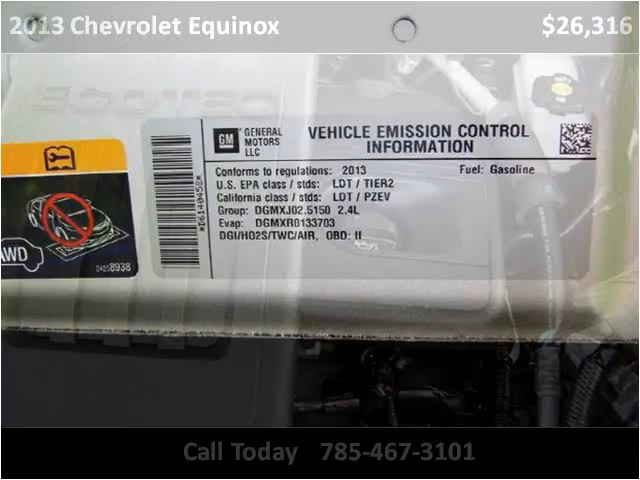 2013 Chevrolet Equinox
$26,316
ECOTEC
GM
GENERAL
MOTORS
LLC
VEHICLE EMISSION CONTROL
INFORMATION
Conforms to regulations: 2013
Fuel: Gasoline
U.S. EPA class / stds: LDT / TIER2
California class / stds: LDT / PZEV
Group: DGMXJ02.5150 2.4L
Evap: DGMXR0133703
DGI/HO2S/TWC/AIR, OBD: II
AWD
Call Today 785-467-3101